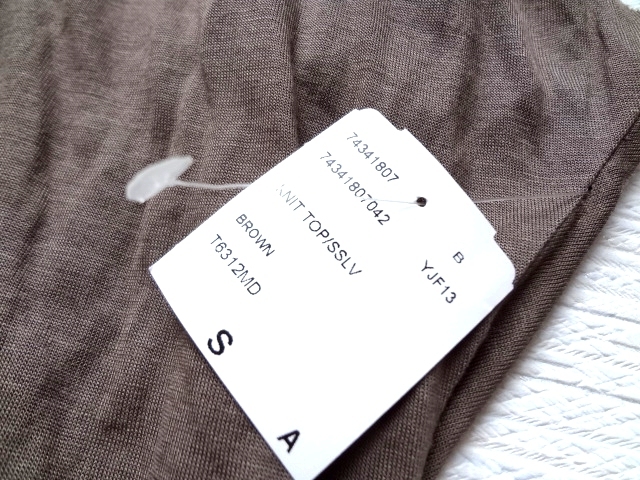 74341807
74341807042
KNIT TOP/SSLV
BROWN
T6312MD
B
YJF13
S
A